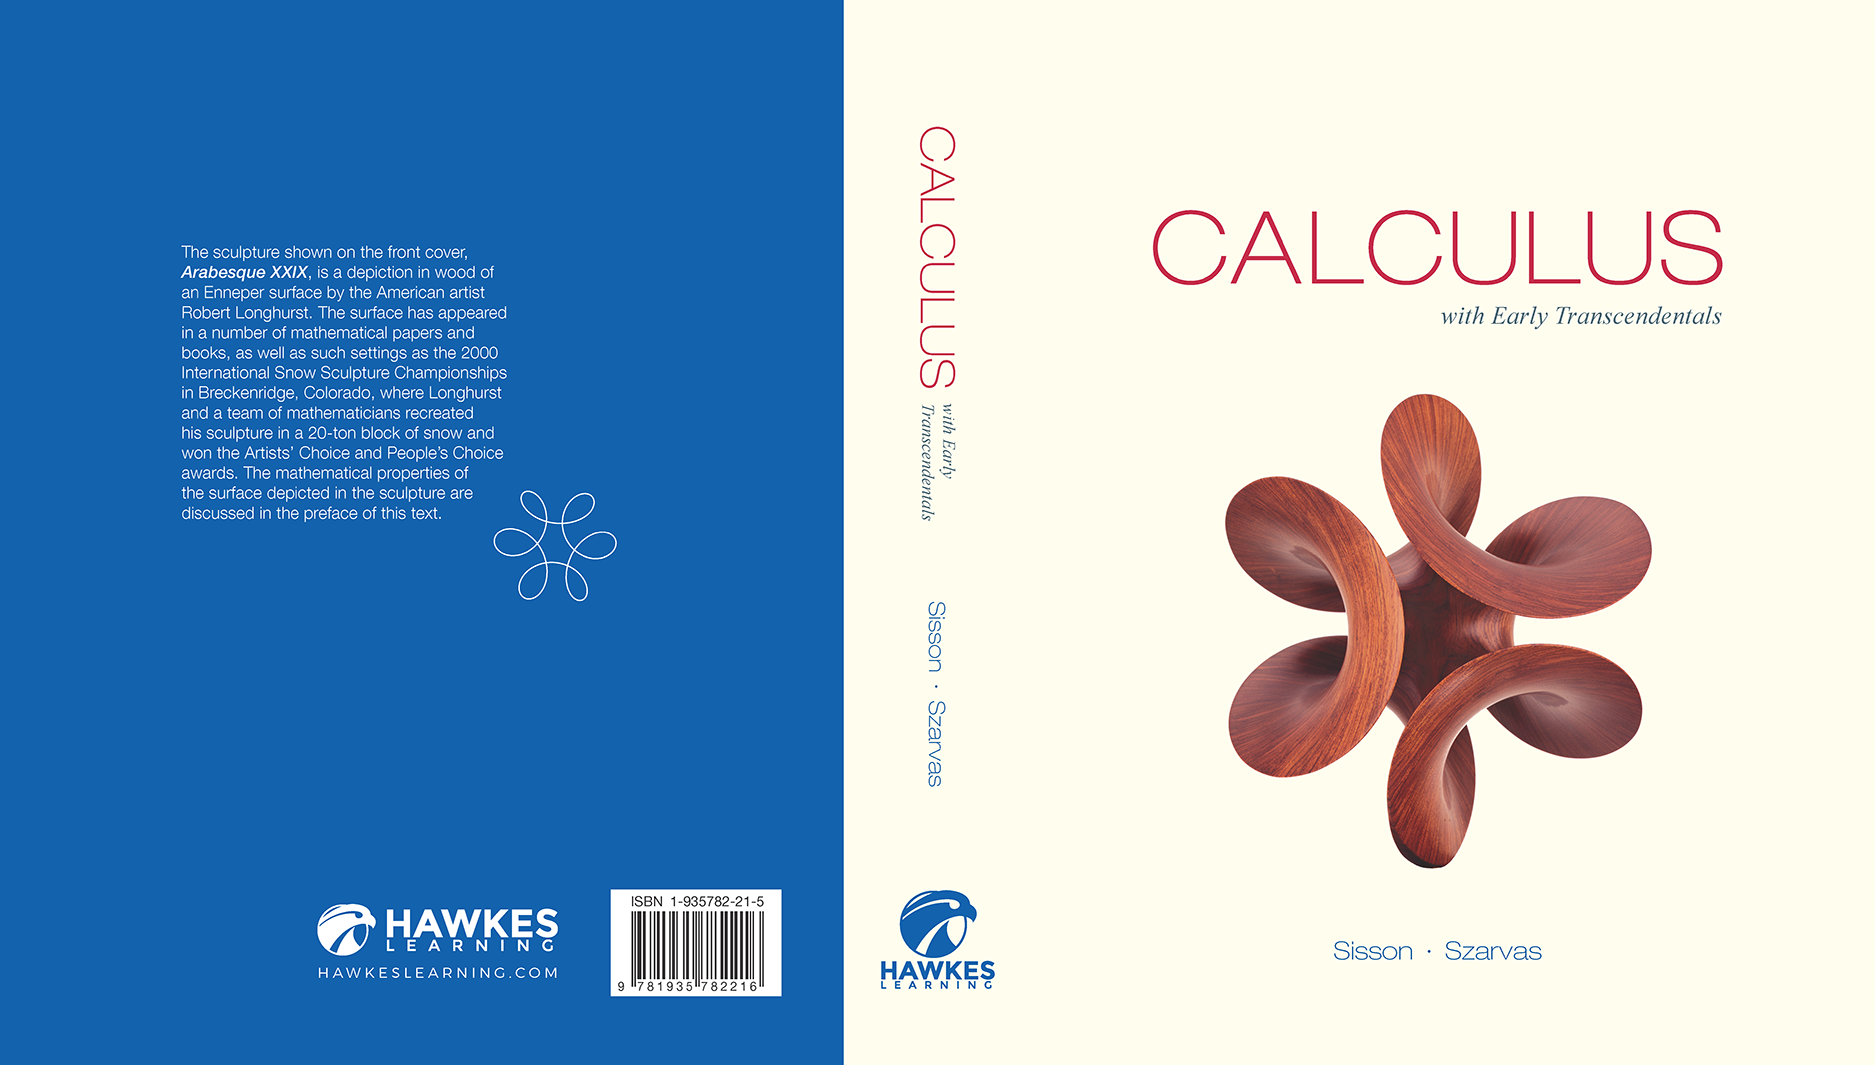 The sculpture shown on the front cover,
Arabesque XXIX, is a depiction in wood of
an Enneper surface by the American artist
Robert Longhurst. The surface has appeared
in a number of mathematical papers and
books, as well as such settings as the 2000
International Snow Sculpture Championships
in Breckenridge, Colorado, where Longhurst
and a team of mathematicians recreated
his sculpture in a 20-ton block of snow and
won the Artists’ Choice and People’s Choice
awards. The mathematical properties of
the surface depicted in the sculpture are
discussed in the preface of this text.
HAWKES
LEARNING
HAWKESLEARNING.COM
ISBN 1-935782-21-5
9 781935 782216
CALCULUS
with Early
Transcendentals
Sisson · Szarvas
HAWKES
LEARNING
CALCULUS
with Early Transcendentals
Sisson · Szarvas